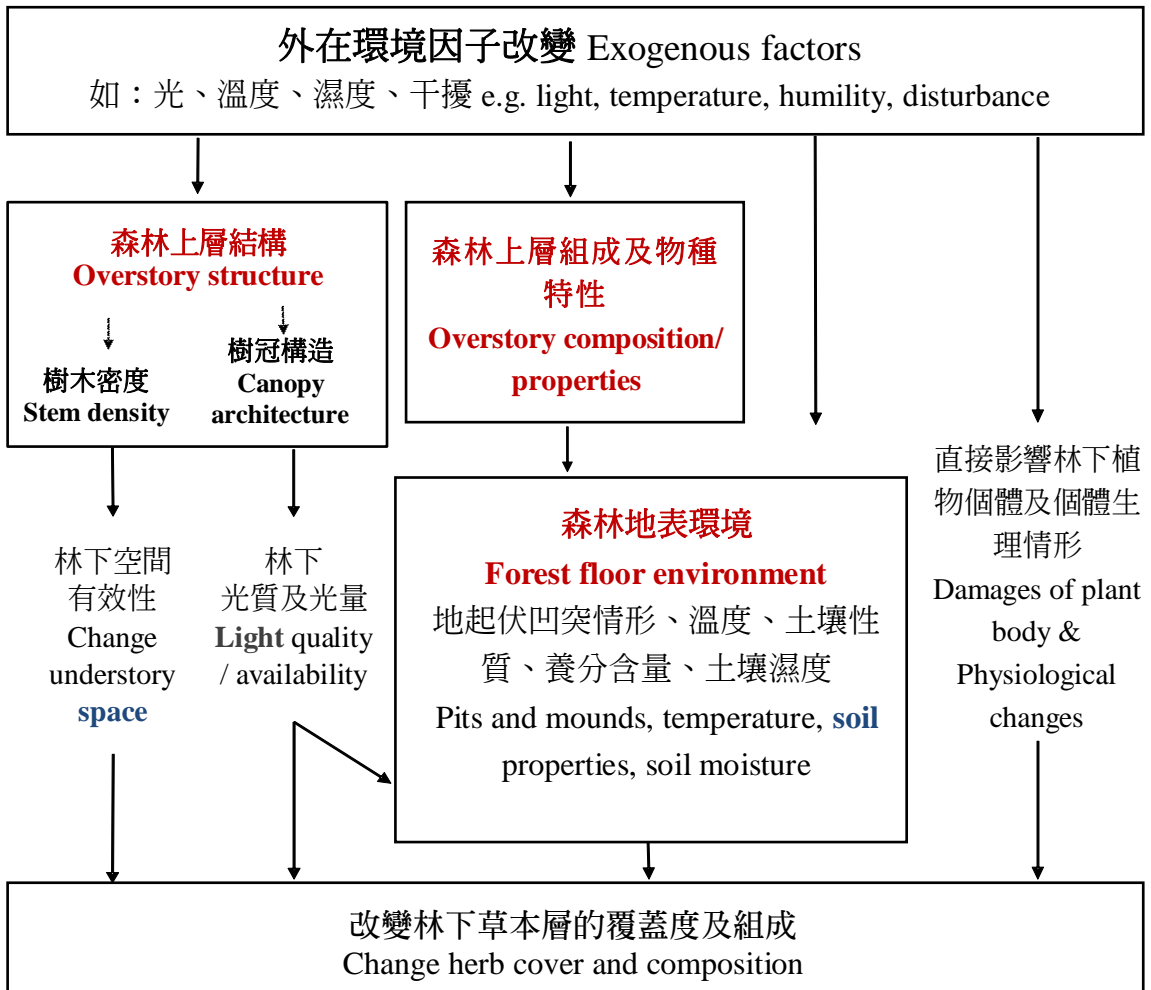 外在環境因子改變 Exogenous factors
如：光、溫度、濕度、干擾 e.g. light, temperature, humility, disturbance
森林上層結構
Overstory structure
樹木密度
Stem density
樹冠構造
Canopy
architecture
森林上層組成及物種
特性
Overstory composition/
properties
林下空間
有效性
Change
understory
space
林下
光質及光量
Light quality
/ availability
森林地表環境
Forest floor environment
地起伏凹突情形、溫度、土壤性
質、養分含量、土壤濕度
Pits and mounds, temperature, soil
properties, soil moisture
直接影響林下植
物個體及個體生
理情形
Damages of plant
body &
Physiological
changes
改變林下草本層的覆蓋度及組成
Change herb cover and composition